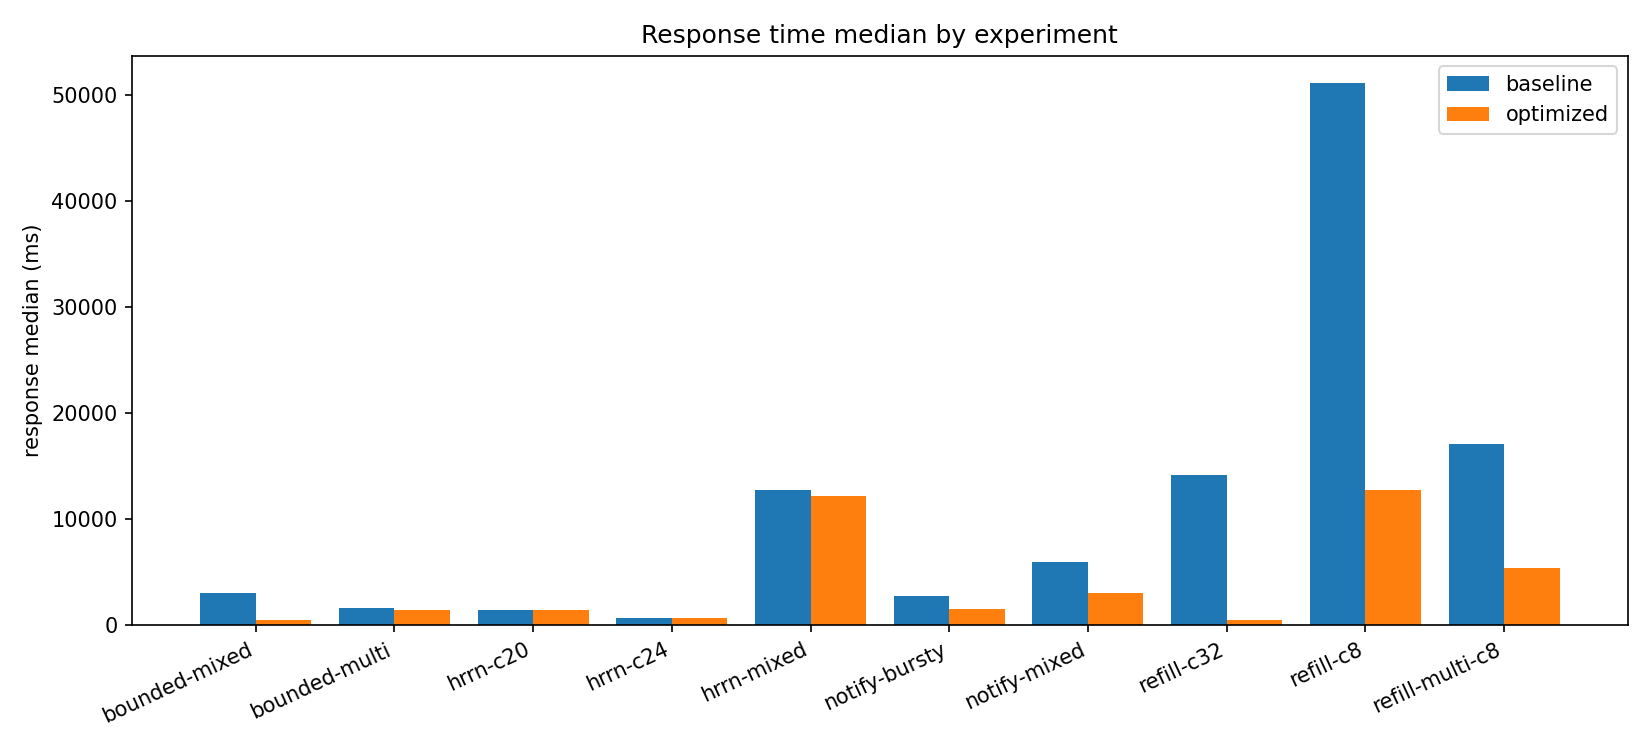 Response time median by experiment
response median (ms)
50000
40000
30000
20000
10000
0
baseline
optimized
bounded-mixed
bounded-multi
hrrn-c20
hrrn-c24
hrrn-mixed
notify-bursty
notify-mixed
refill-c32
refill-c8
refill-multi-c8